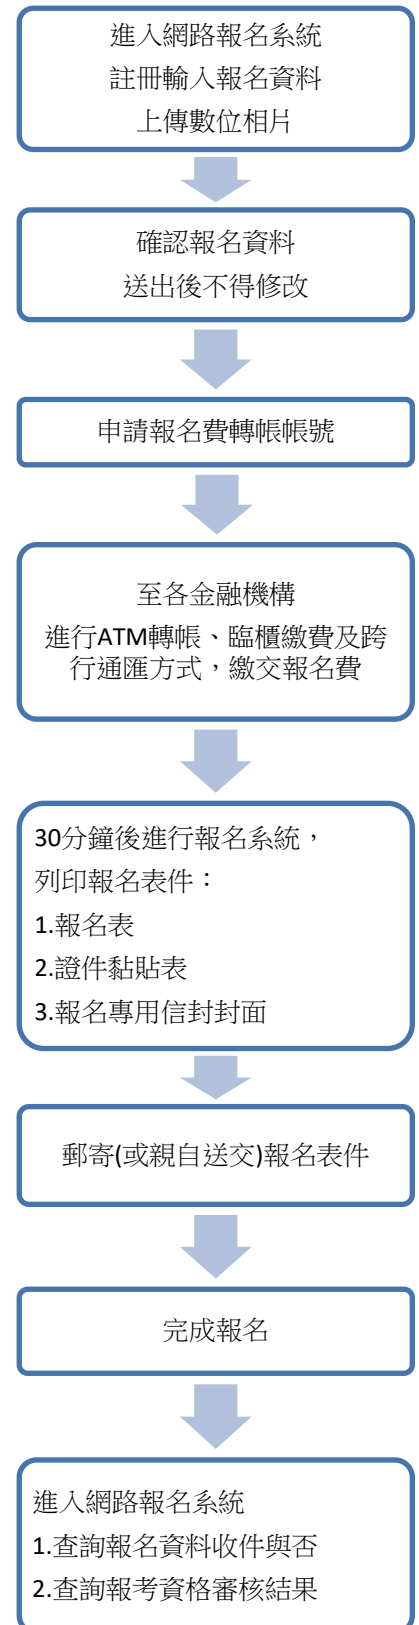 進入網路報名系統
註冊輸入報名資料
上傳數位相片
確認報名資料
送出後不得修改
申請報名費轉帳帳號
至各金融機構
進行ATM轉帳、臨櫃繳費及跨
行通匯方式，繳交報名費
30分鐘後進行報名系統，
列印報名表件：
1.報名表
2.證件黏貼表
3.報名專用信封封面
郵寄(或親自送交)報名表件
完成報名
進入網路報名系統
1.查詢報名資料收件與否
2.查詢報考資格審核結果